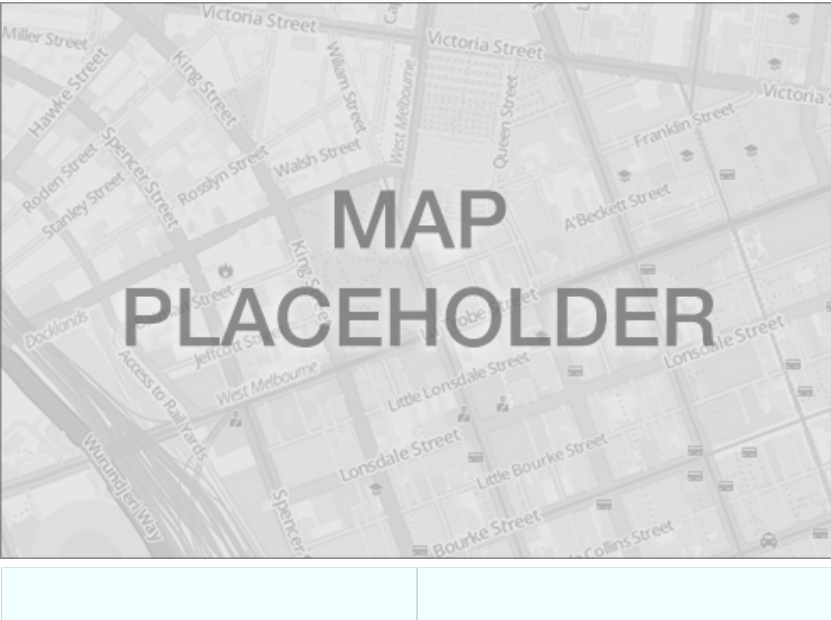 Victoria Street
Miller Street
Victoria Street
Hawke Street
King Street
William Street
West Melbourne
Queen Street
Victoria
Franklin Street
Spencer Street
Roden Street
Rosslyn Street
Walsh Street
Stanley Street
A'Beckett Street
MAP
King Street
PLACEHOLDER
Docklands
Jeffcott Street
Lonsdale Street
Access to Rail Yards
West Melbourne
Little Lonsdale Street
Lonsdale Street
Little Bourke Street
Wurundjeri Way
Spencer
Bourke Street
Collins Street